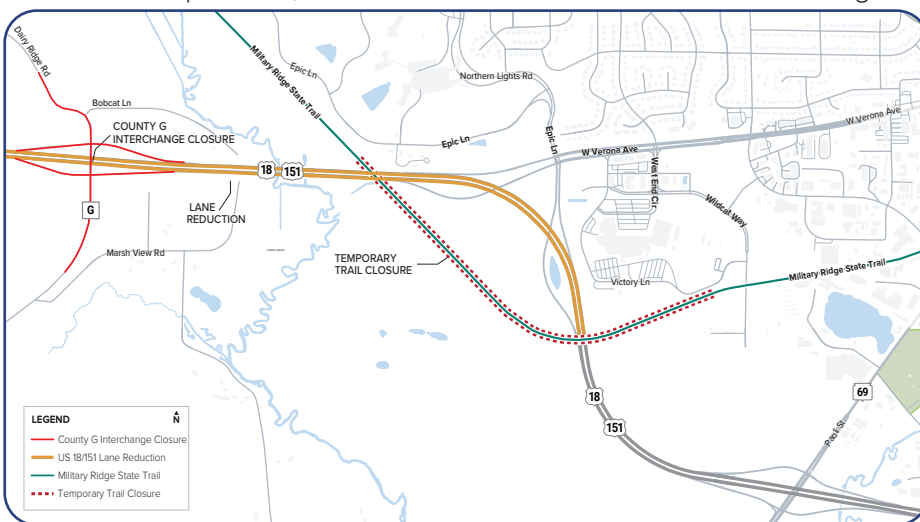 Dairy Ridge Rd
Military Ridge State Trail
Epic Ln
Northern Lights Rd
Bobcat Ln
COUNTY G
INTERCHANGE CLOSURE
Epic Ln
Epic Ln
W Verona Ave
W Verona Ave
18
151
West End Cir
Wildcat Way
LANE
REDUCTION
G
Marsh View Rd
TEMPORARY
TRAIL CLOSURE
Victory Ln
Military Ridge State Trail
18
151
69
Paoli St
LEGEND
N
County G Interchange Closure
US 18/151 Lane Reduction
Military Ridge State Trail
Temporary Trail Closure